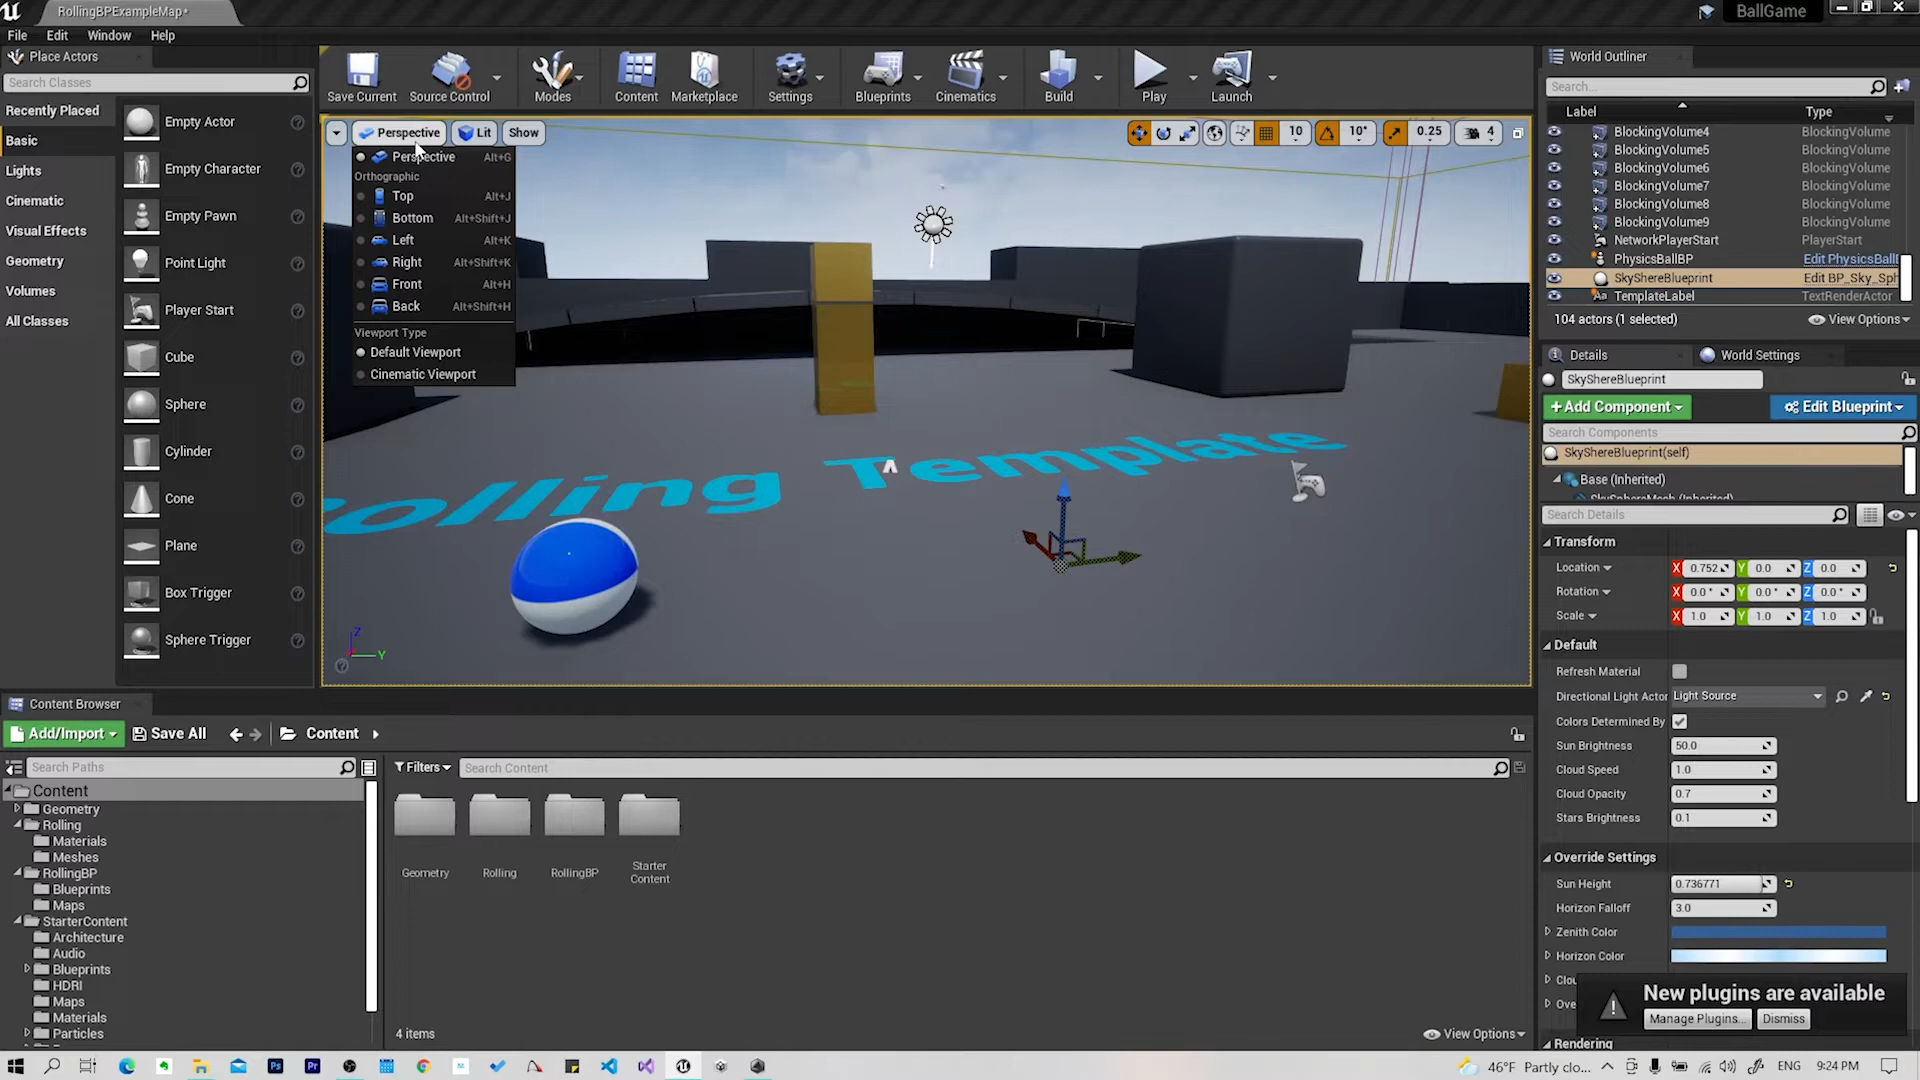 RollingBPExampleMap*
BallGame
File Edit Window Help
Place Actors
Search Classes
Recently Placed
Basic
Lights
Cinematic
Visual Effects
Geometry
Volumes
All Classes
Empty Actor
Empty Character
Empty Pawn
Point Light
Player Start
Cube
Sphere
Cylinder
Cone
Plane
Box Trigger
Sphere Trigger
Save Current Source Control Modes Content Marketplace Settings Blueprints Cinematics Build Play Launch
Perspective Lit Show
10 10° 0.25 4
Perspective Alt+G
Orthographic
Top Alt+J
Bottom Alt+Shift+J
Left Alt+K
Right Alt+Shift+K
Front Alt+H
Back Alt+Shift+H
Viewport Type
Default Viewport
Cinematic Viewport
olling Template
Z
Y
World Outliner
Search...
Label Type
BlockingVolume4 BlockingVolume
BlockingVolume5 BlockingVolume
BlockingVolume6 BlockingVolume
BlockingVolume7 BlockingVolume
BlockingVolume8 BlockingVolume
BlockingVolume9 BlockingVolume
NetworkPlayerStart PlayerStart
PhysicsBallBP Edit PhysicsBallB
SkyShereBlueprint Edit BP_Sky_Sph
TemplateLabel TextRenderActor
104 actors (1 selected) View Options
Details World Settings
SkyShereBlueprint
+Add Component Edit Blueprint
Search Components
SkyShereBlueprint(self)
Base (Inherited)
SkySphereMesh (Inherited)
Search Details
Transform
Location X 0.752 Y 0.0 Z 0.0
Rotation X 0.0° Y 0.0° Z 0.0°
Scale X 1.0 Y 1.0 Z 1.0
Default
Refresh Material
Directional Light Actor Light Source
Colors Determined By
Sun Brightness 50.0
Cloud Speed 1.0
Cloud Opacity 0.7
Stars Brightness 0.1
Override Settings
Sun Height 0.736771
Horizon Falloff 3.0
Zenith Color
Horizon Color
Clou
Ove
Rendering
New plugins are available
Manage Plugins... Dismiss
Content Browser
Add/Import Save All Content
Search Paths
Filters Search Content
Content
Geometry
Rolling
Materials
Meshes
RollingBP
Blueprints
Maps
StarterContent
Architecture
Audio
Blueprints
HDRI
Maps
Materials
Particles
Geometry
Rolling
RollingBP
Starter
Content
4 items View Options
46°F Partly clo... ENG 9:24 PM